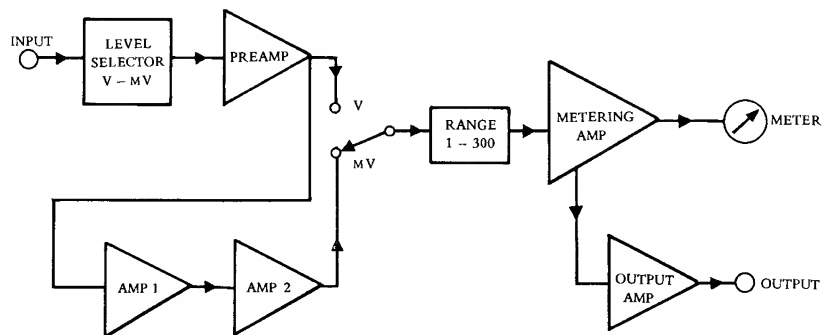 INPUT
LEVEL
SELECTOR
V – MV
PREAMP
V
MV
RANGE
1 – 300
METERING
AMP
METER
AMP 1
AMP 2
OUTPUT
AMP
OUTPUT